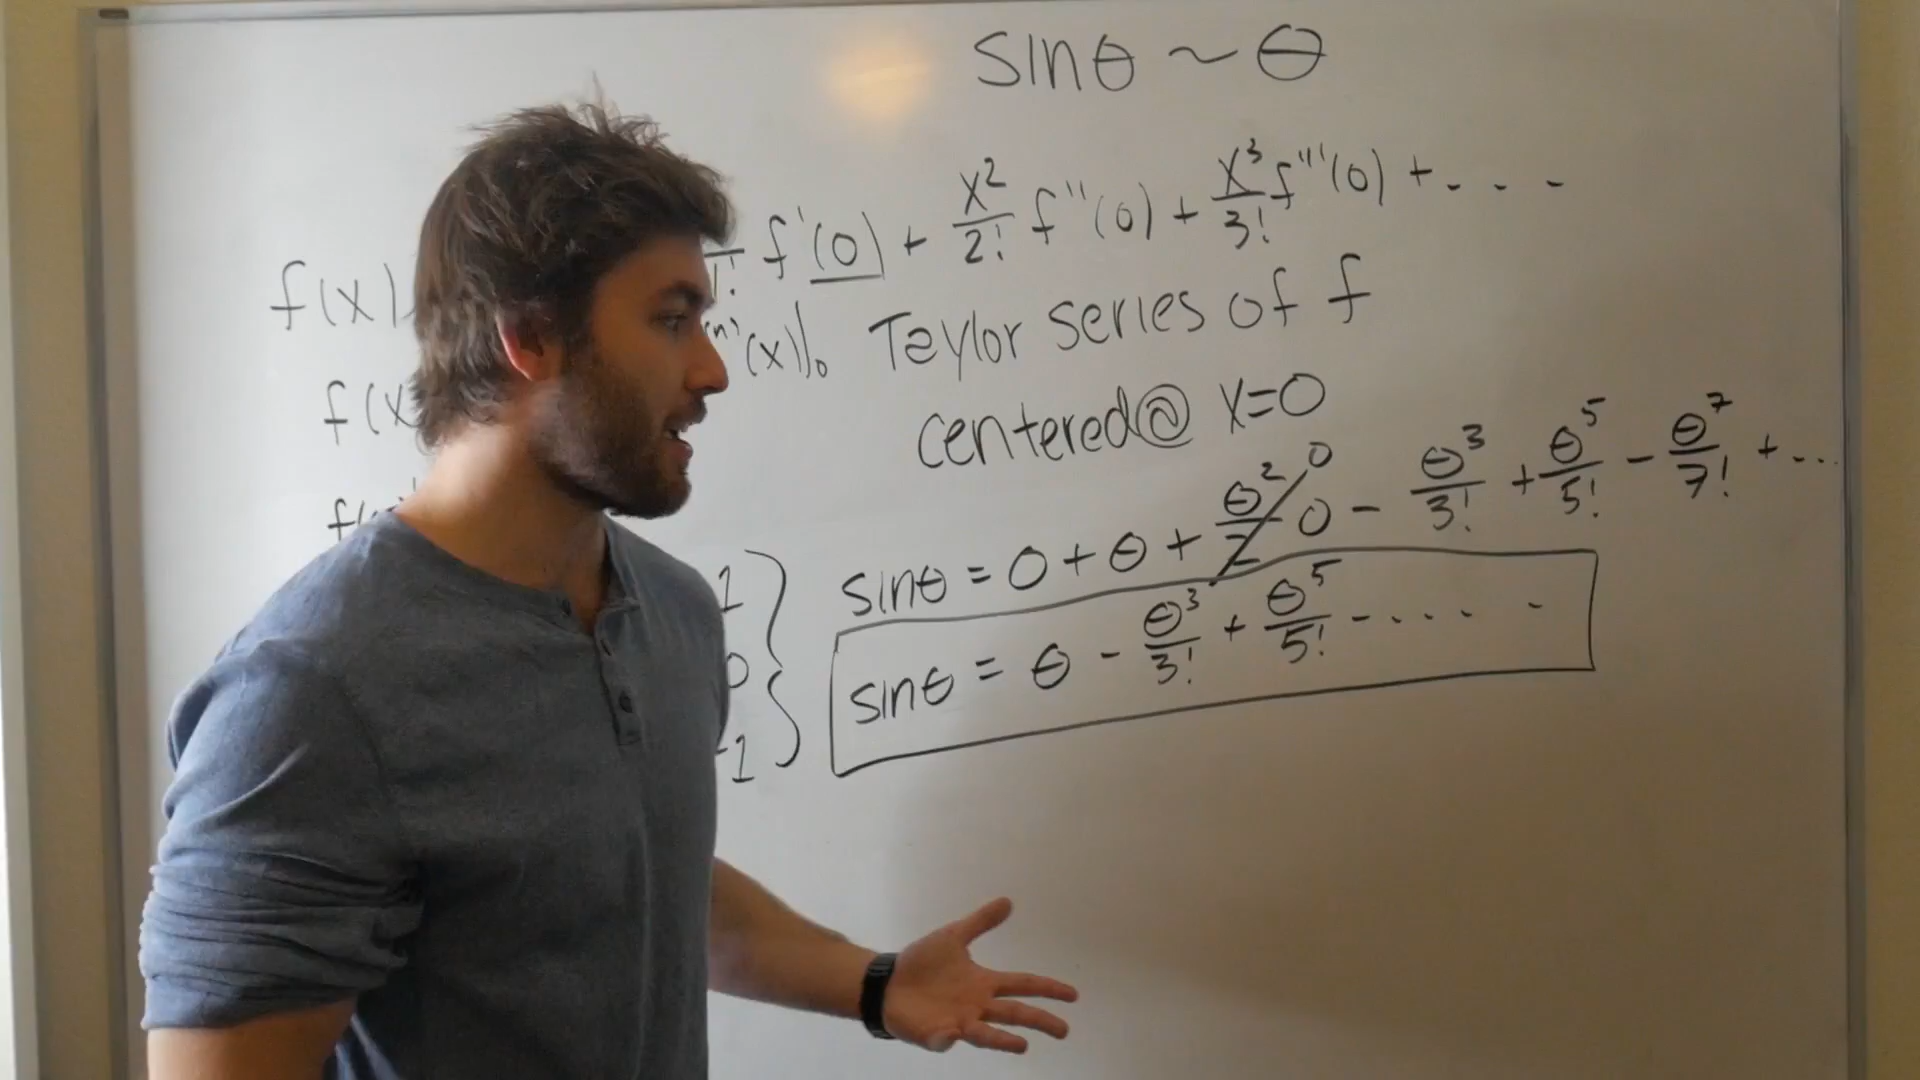 sinθ ~ θ
f(x) f'(0) + x²/2! f''(0) + x³/3! f'''(0) + . . .
(x)|₀ Taylor series of f
f(x centered@ x=0
sinθ = 0 + θ + θ²/2 0 0 - θ³/3! + θ⁵/5! - θ⁷/7! + ...
1
sinθ = θ - θ³/3! + θ⁵/5! - .... .
0
-1